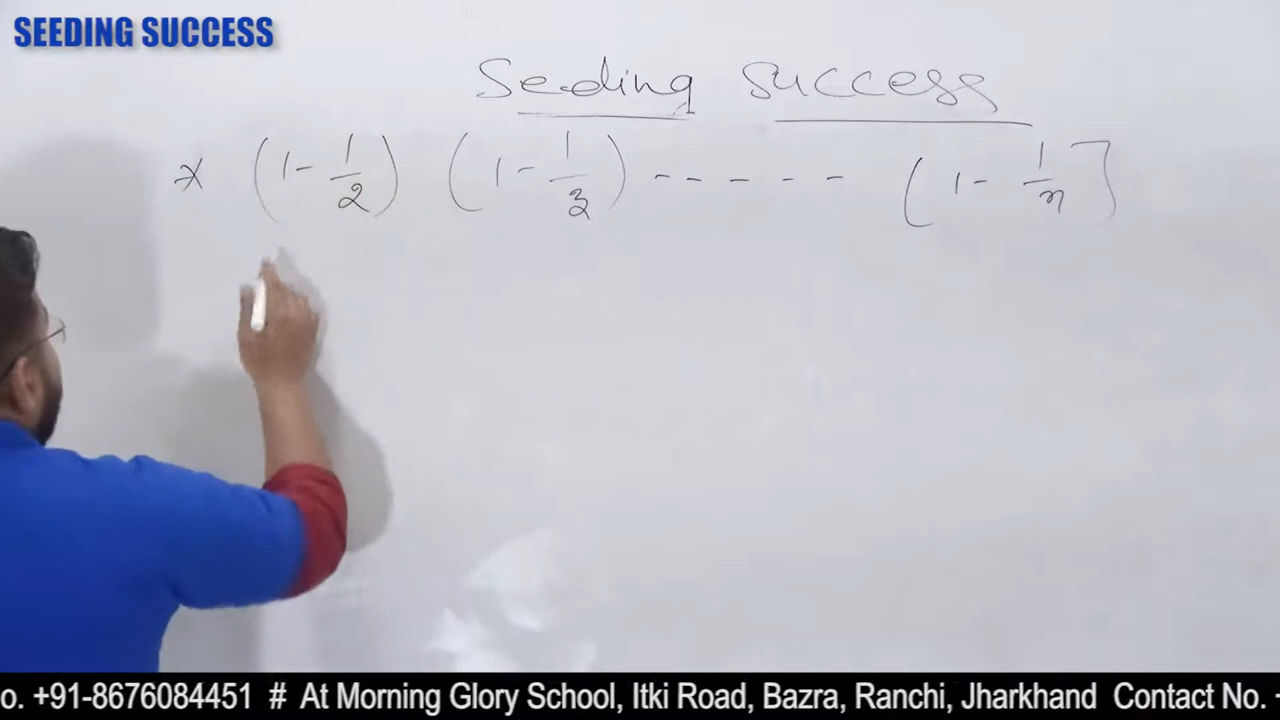 SEEDING SUCCESS
Seeding Success
* (1 - 1/2) (1 - 1/3) - - - - - (1 - 1/n]
o. +91-8676084451 # At Morning Glory School, Itki Road, Bazra, Ranchi, Jharkhand Contact No. -